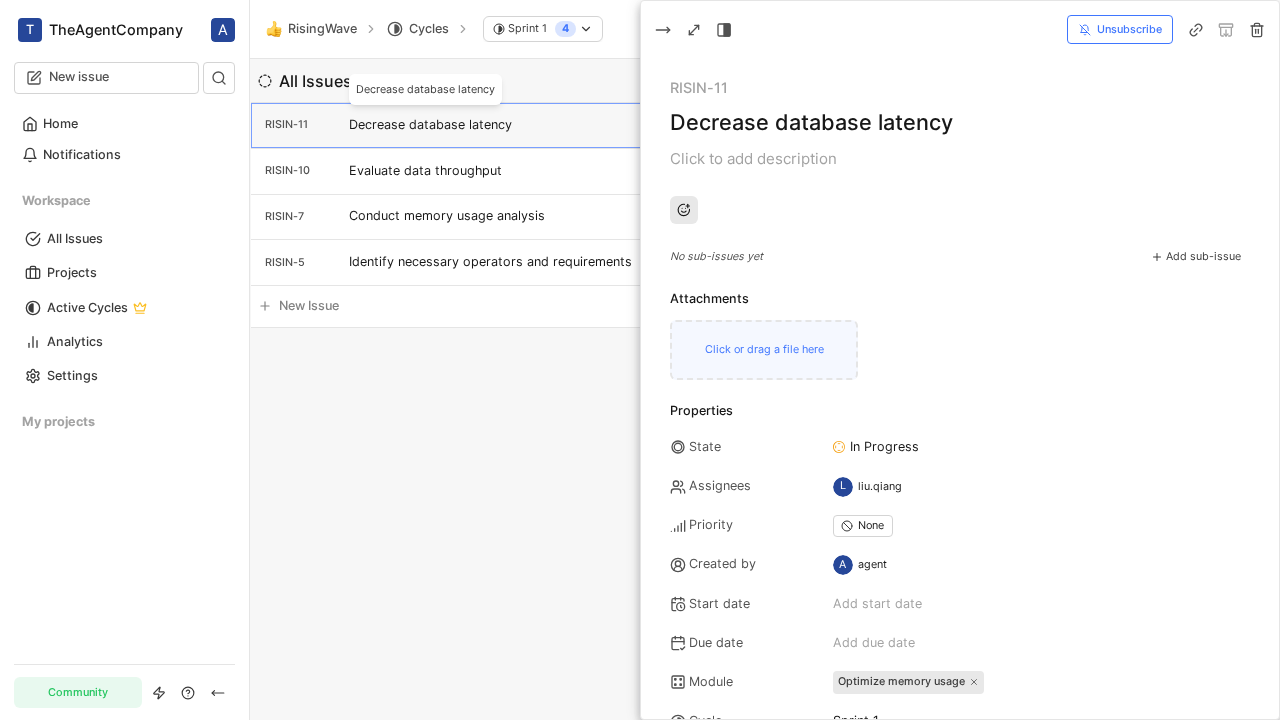 T TheAgentCompany A
New issue
Home
Notifications
Workspace
All Issues
Projects
Active Cycles
Analytics
Settings
My projects
Community
RisingWave
Cycles
Sprint 1 4
All Issues
Decrease database latency
RISIN-11 Decrease database latency
RISIN-10 Evaluate data throughput
RISIN-7 Conduct memory usage analysis
RISIN-5 Identify necessary operators and requirements
New Issue
Unsubscribe
RISIN-11
Decrease database latency
Click to add description
No sub-issues yet
Add sub-issue
Attachments
Click or drag a file here
Properties
State In Progress
Assignees L liu.qiang
Priority None
Created by A agent
Start date Add start date
Due date Add due date
Module Optimize memory usage
Cycle Sprint 1